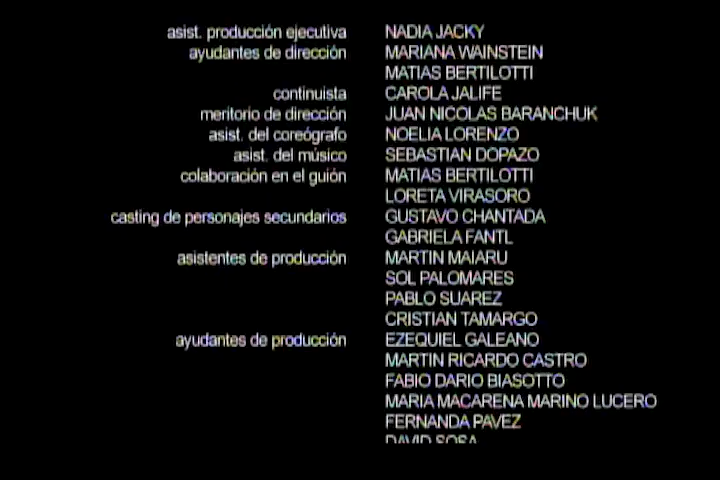 asist. producción ejecutiva NADIA JACKY
ayudantes de dirección MARIANA WAINSTEIN
MATIAS BERTILOTTI
continuista CAROLA JALIFE
meritorio de dirección JUAN NICOLAS BARANCHUK
asist. del coreógrafo NOELIA LORENZO
asist. del músico SEBASTIAN DOPAZO
colaboración en el guión MATIAS BERTILOTTI
LORETA VIRASORO
casting de personajes secundarios GUSTAVO CHANTADA
GABRIELA FANTL
asistentes de producción MARTIN MAIARU
SOL PALOMARES
PABLO SUAREZ
CRISTIAN TAMARGO
ayudantes de producción EZEQUIEL GALEANO
MARTIN RICARDO CASTRO
FABIO DARIO BIASOTTO
MARIA MACARENA MARINO LUCERO
FERNANDA PAVEZ
DAVID SOSA